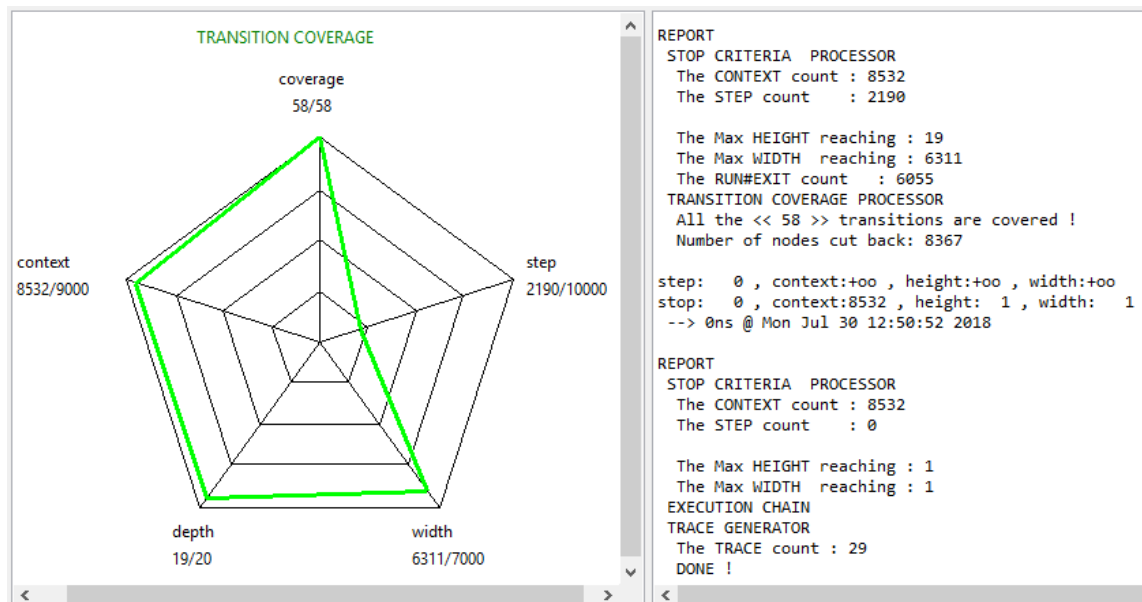 TRANSITION COVERAGE
coverage
58/58
context
8532/9000
step
2190/10000
depth
19/20
width
6311/7000
REPORT
STOP CRITERIA  PROCESSOR
The CONTEXT count : 8532
The STEP count    : 2190
The Max HEIGHT reaching : 19
The Max WIDTH  reaching : 6311
The RUN#EXIT count   : 6055
TRANSITION COVERAGE PROCESSOR
All the << 58 >> transitions are covered !
Number of nodes cut back: 8367
step:   0 , context:+oo , height:+oo , width:+oo
stop:   0 , context:8532 , height:  1 , width:   1
--> 0ns @ Mon Jul 30 12:50:52 2018
REPORT
STOP CRITERIA  PROCESSOR
The CONTEXT count : 8532
The STEP count    : 0
The Max HEIGHT reaching : 1
The Max WIDTH  reaching : 1
EXECUTION CHAIN
TRACE GENERATOR
The TRACE count : 29
DONE !